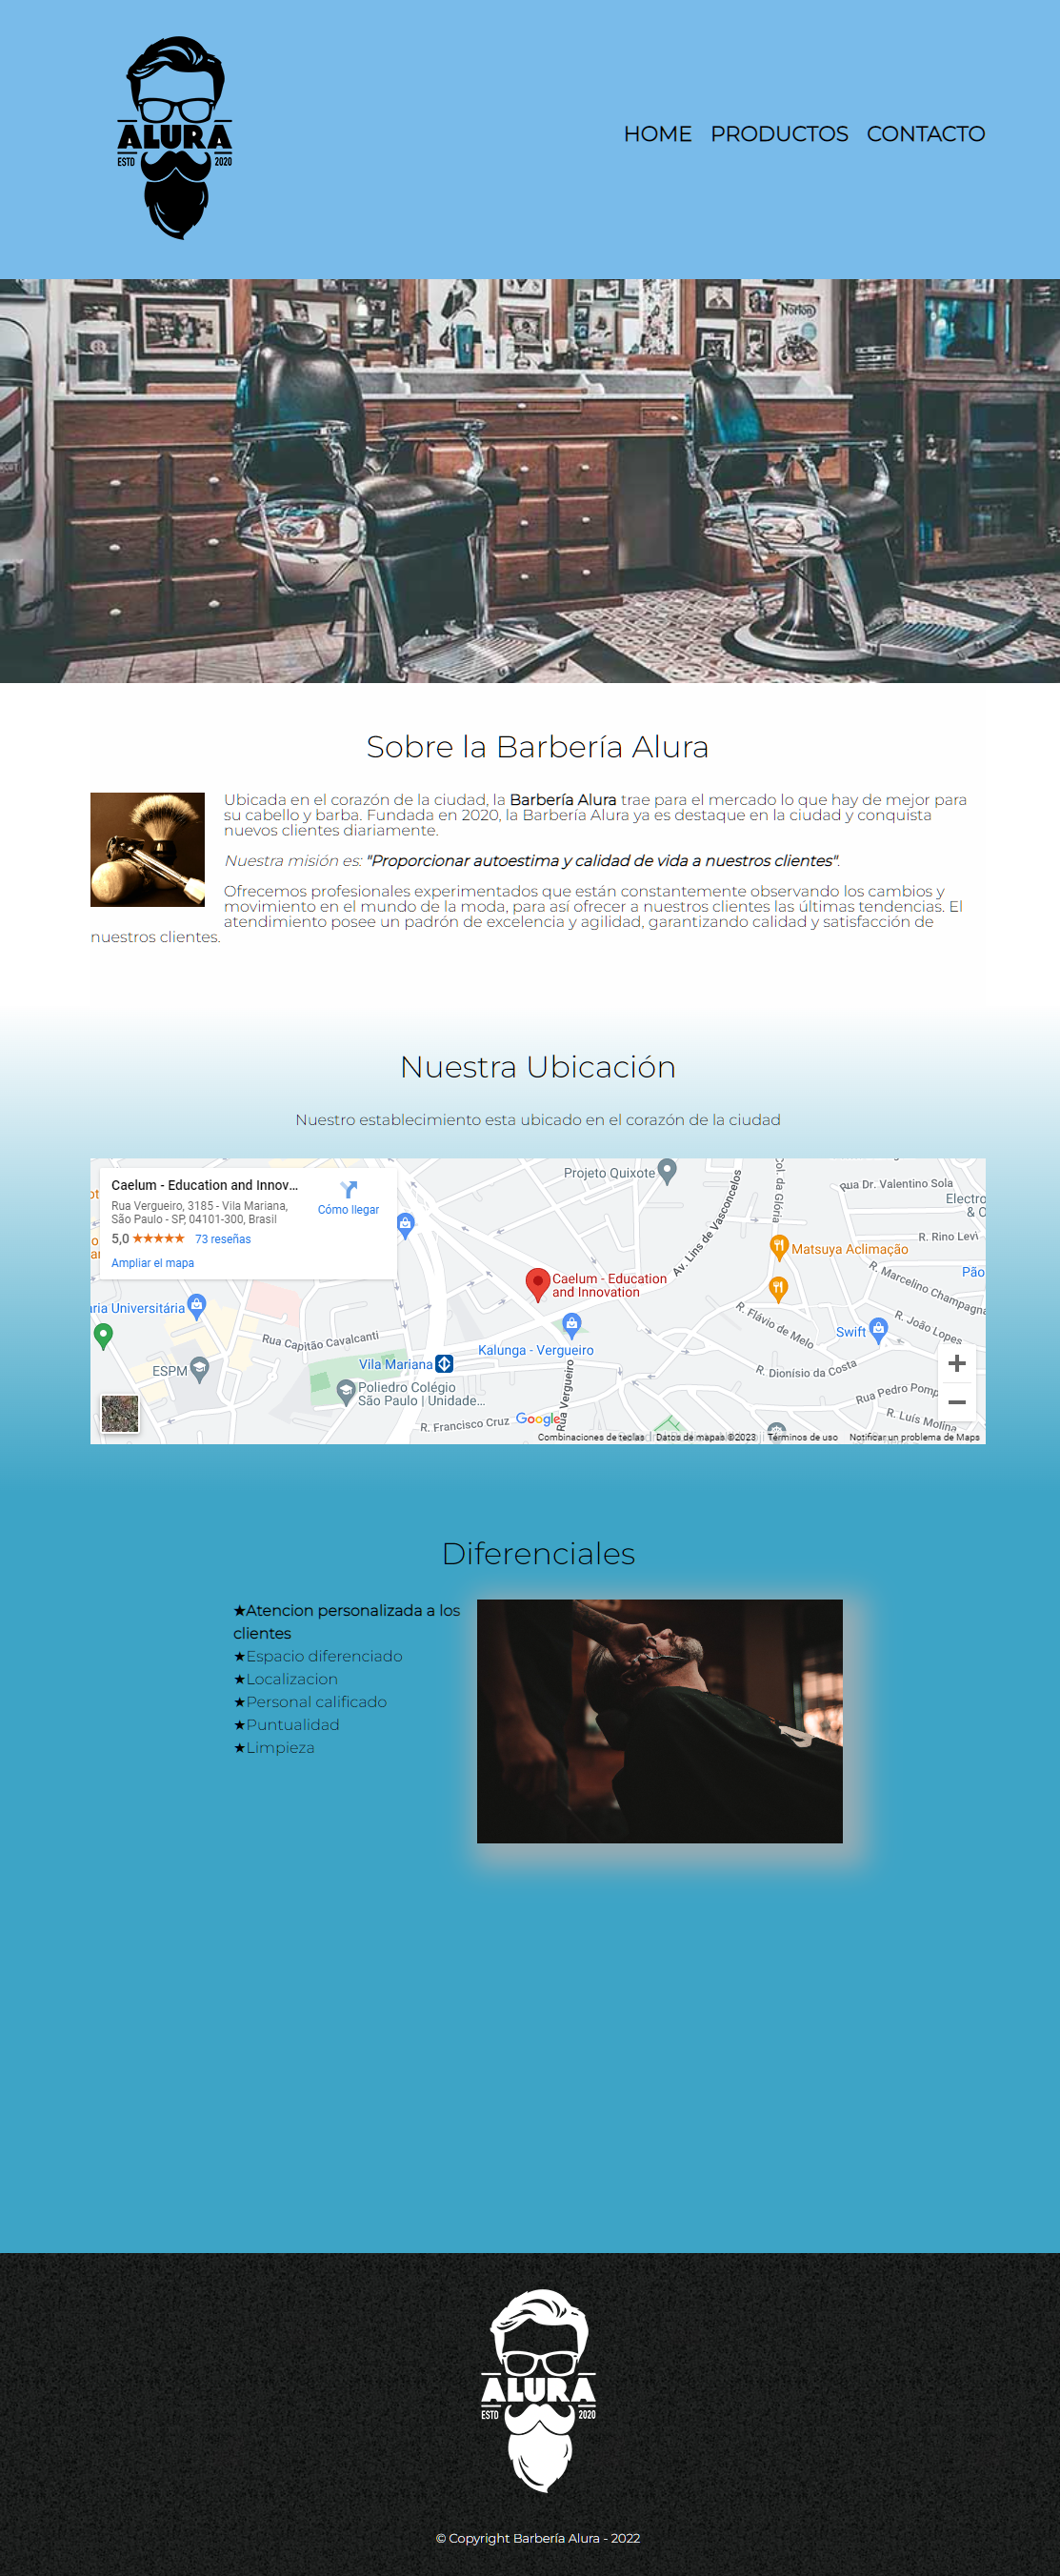 ALURA
ESTD 2020
HOME PRODUCTOS CONTACTO
Norton
Sobre la Barbería Alura
Ubicada en el corazón de la ciudad, la Barbería Alura trae para el mercado lo que hay de mejor para
su cabello y barba. Fundada en 2020, la Barbería Alura ya es destaque en la ciudad y conquista
nuevos clientes diariamente.
Nuestra misión es: "Proporcionar autoestima y calidad de vida a nuestros clientes".
Ofrecemos profesionales experimentados que están constantemente observando los cambios y
movimiento en el mundo de la moda, para así ofrecer a nuestros clientes las últimas tendencias. El
atendimiento posee un padrón de excelencia y agilidad, garantizando calidad y satisfacción de
nuestros clientes.
Nuestra Ubicación
Nuestro establecimiento esta ubicado en el corazón de la ciudad
Caelum - Education and Innov...
Rua Vergueiro, 3185 - Vila Mariana,
São Paulo - SP, 04101-300, Brasil
5,0 ★★★★★ 73 reseñas
Ampliar el mapa
Cómo llegar
Projeto Quixote
Col. da Glória
Av. Lins de Vasconcelos
Rua Dr. Valentino Sola
Electro
& C
R. Rino Levi
Matsuya Aclimação
Pão
R. Marcelino Champagna
Caelum - Education
and Innovation
aria Universitária
R. Flávio de Melo
R. João Lopes
Swift
Rua Capitão Cavalcanti
Kalunga - Vergueiro
Vila Mariana
ESPM
R. Dionísio da Costa
Poliedro Colégio
São Paulo | Unidade...
Rua Vergueiro
Rua Pedro Pomp
R. Luís Molina
R. Francisco Cruz
Google
Combinaciones de teclas Datos de mapas ©2023 Términos de uso Notificar un problema de Maps
Diferenciales
★Atencion personalizada a los
clientes
★Espacio diferenciado
★Localizacion
★Personal calificado
★Puntualidad
★Limpieza
ALURA
ESTD 2020
© Copyright Barbería Alura - 2022